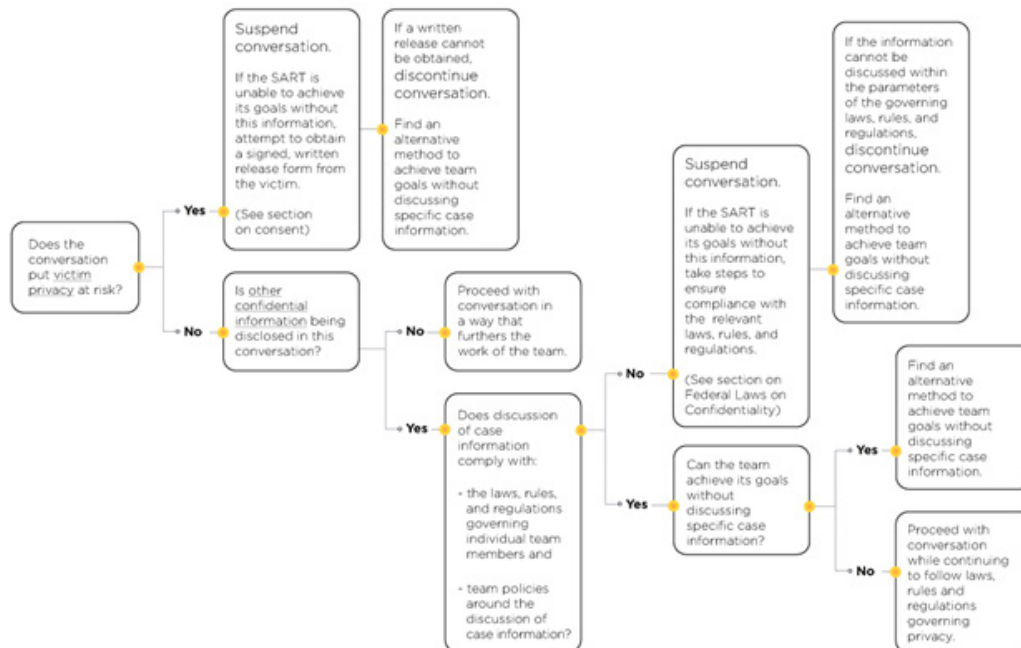 Does the
conversation
put victim
privacy at risk?
Yes
Suspend
conversation.
If the SART is
unable to achieve
its goals without
this information,
attempt to obtain
a signed, written
release form from
the victim.
(See section
on consent)
If a written
release cannot
be obtained,
discontinue
conversation.
Find an
alternative
method to
achieve team
goals without
discussing
specific case
information.
No
Is other
confidential
information being
disclosed in this
conversation?
No
Proceed with
conversation in
a way that
furthers the
work of the team.
Yes
Does discussion
of case
information
comply with:
- the laws, rules,
and regulations
governing
individual team
members and
- team policies
around the
discussion of
case information?
No
Suspend
conversation.
If the SART is
unable to achieve
its goals without
this information,
take steps to
ensure
compliance with
the relevant
laws, rules, and
regulations.
(See section on
Federal Laws on
Confidentiality)
If the information
cannot be
discussed within
the parameters
of the governing
laws, rules, and
regulations,
discontinue
conversation.
Find an
alternative
method to
achieve team
goals without
discussing
specific case
information.
Yes
Can the team
achieve its goals
without
discussing
specific case
information?
Yes
Find an
alternative
method to
achieve team
goals without
discussing
specific case
information.
No
Proceed with
conversation
while continuing
to follow laws,
rules and
regulations
governing
privacy.